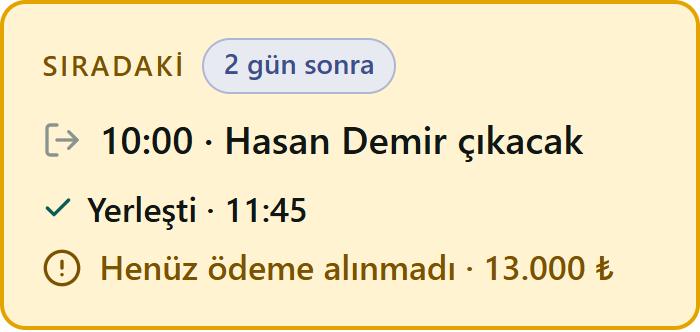 SIRADAKİ 2 gün sonra
10:00 · Hasan Demir çıkacak
Yerleşti · 11:45
Henüz ödeme alınmadı · 13.000 ₺